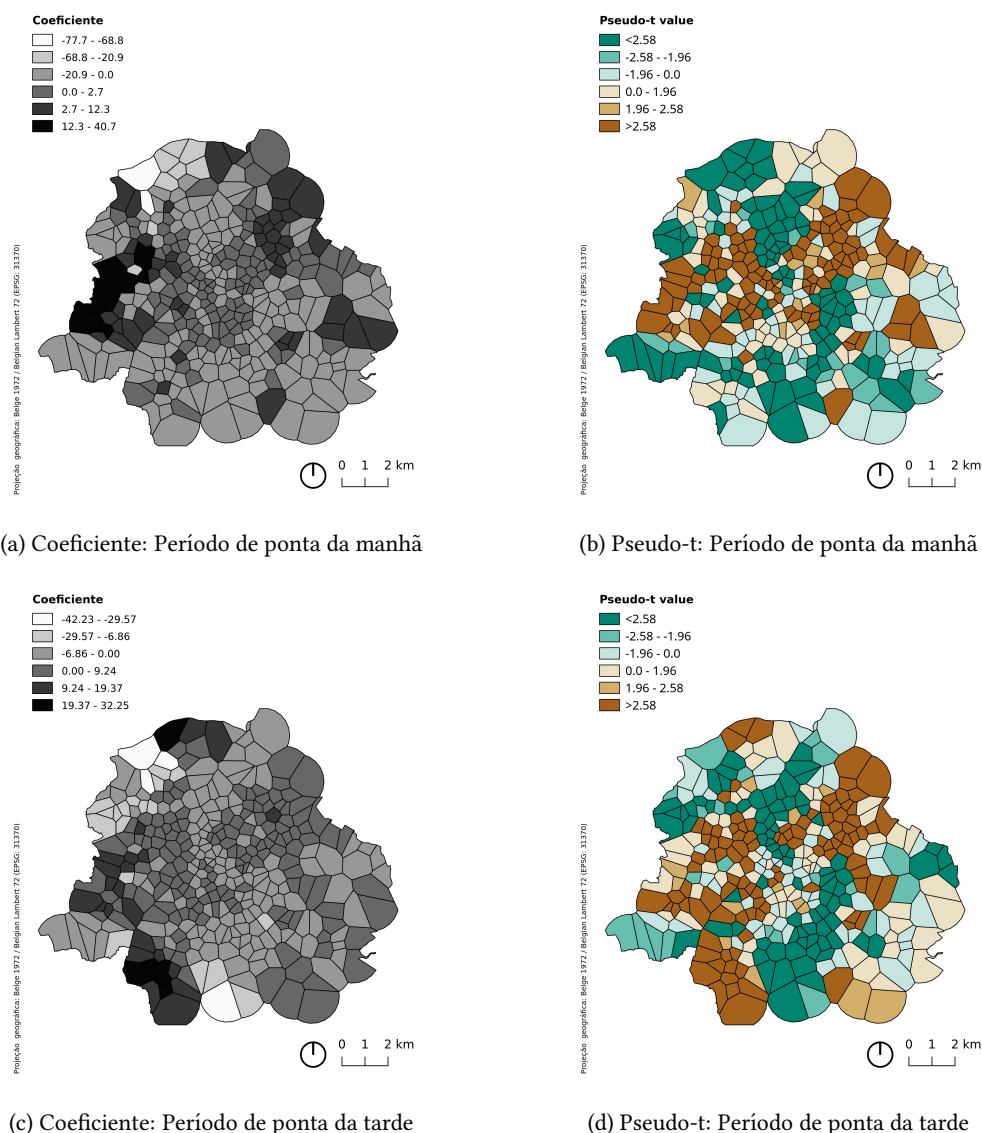 Coeficiente
-77.7 - -68.8
-68.8 - -20.9
-20.9 - 0.0
0.0 - 2.7
2.7 - 12.3
12.3 - 40.7
Projeção geográfica: Belge 1972 / Belgian Lambert 72 (EPSG: 31370)
0 1 2 km
Pseudo-t value
<2.58
-2.58 - -1.96
-1.96 - 0.0
0.0 - 1.96
1.96 - 2.58
>2.58
Projeção geográfica: Belge 1972 / Belgian Lambert 72 (EPSG: 31370)
0 1 2 km
(a) Coeficiente: Período de ponta da manhã
(b) Pseudo-t: Período de ponta da manhã
Coeficiente
-42.23 - -29.57
-29.57 - -6.86
-6.86 - 0.00
0.00 - 9.24
9.24 - 19.37
19.37 - 32.25
Projeção geográfica: Belge 1972 / Belgian Lambert 72 (EPSG: 31370)
0 1 2 km
Pseudo-t value
<2.58
-2.58 - -1.96
-1.96 - 0.0
0.0 - 1.96
1.96 - 2.58
>2.58
Projeção geográfica: Belge 1972 / Belgian Lambert 72 (EPSG: 31370)
0 1 2 km
(c) Coeficiente: Período de ponta da tarde
(d) Pseudo-t: Período de ponta da tarde